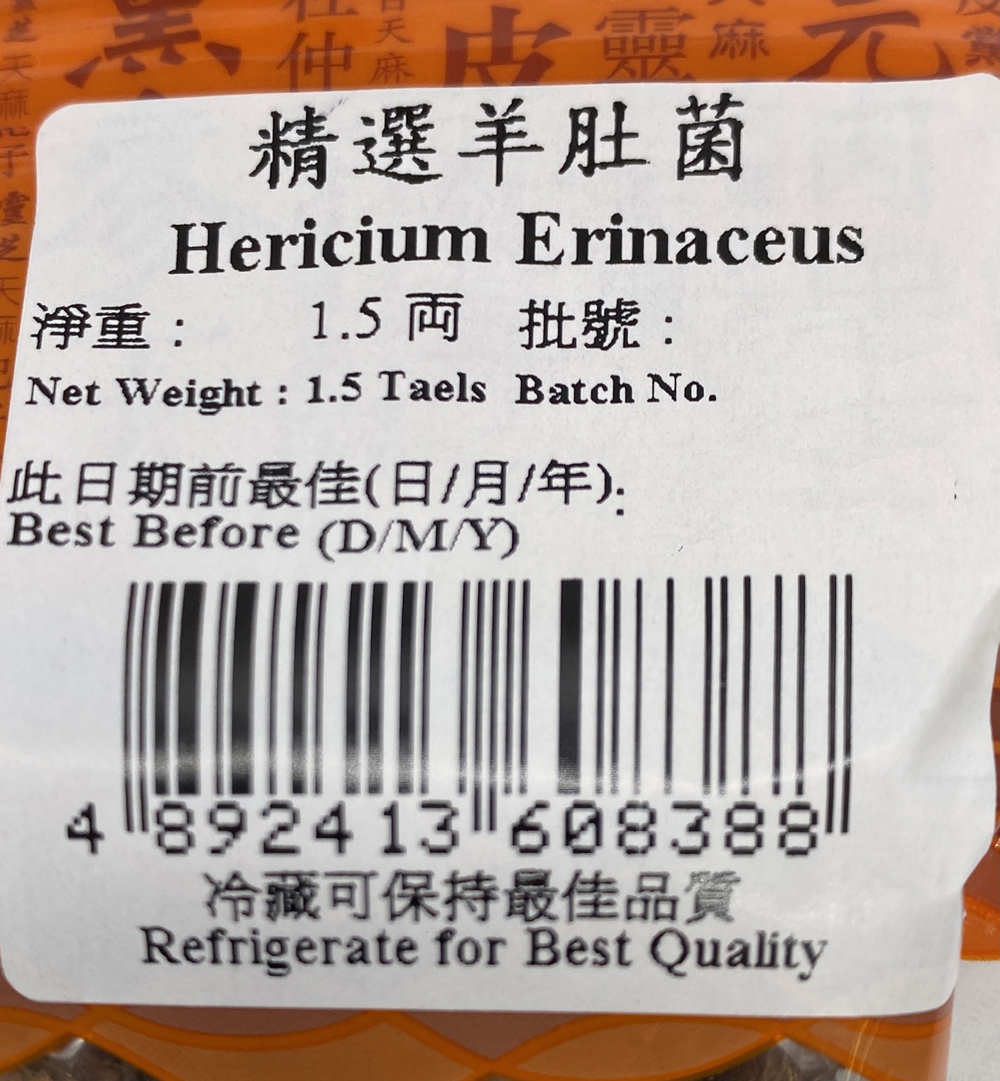 精選羊肚菌
Hericium Erinaceus
淨重： 1.5 両 批號：
Net Weight : 1.5 Taels Batch No.
此日期前最佳(日/月/年):
Best Before (D/M/Y)
4 892413 608388
冷藏可保持最佳品質
Refrigerate for Best Quality